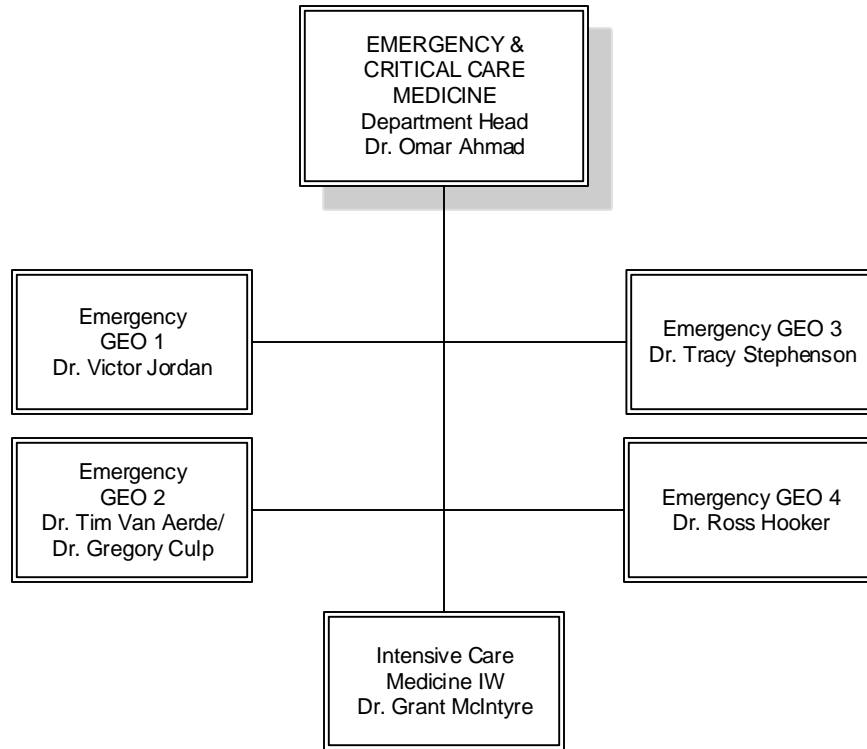 EMERGENCY &
CRITICAL CARE
MEDICINE
Department Head
Dr. Omar Ahmad
Emergency
GEO 1
Dr. Victor Jordan
Emergency GEO 3
Dr. Tracy Stephenson
Emergency
GEO 2
Dr. Tim Van Aerde/
Dr. Gregory Culp
Emergency GEO 4
Dr. Ross Hooker
Intensive Care
Medicine IW
Dr. Grant McIntyre